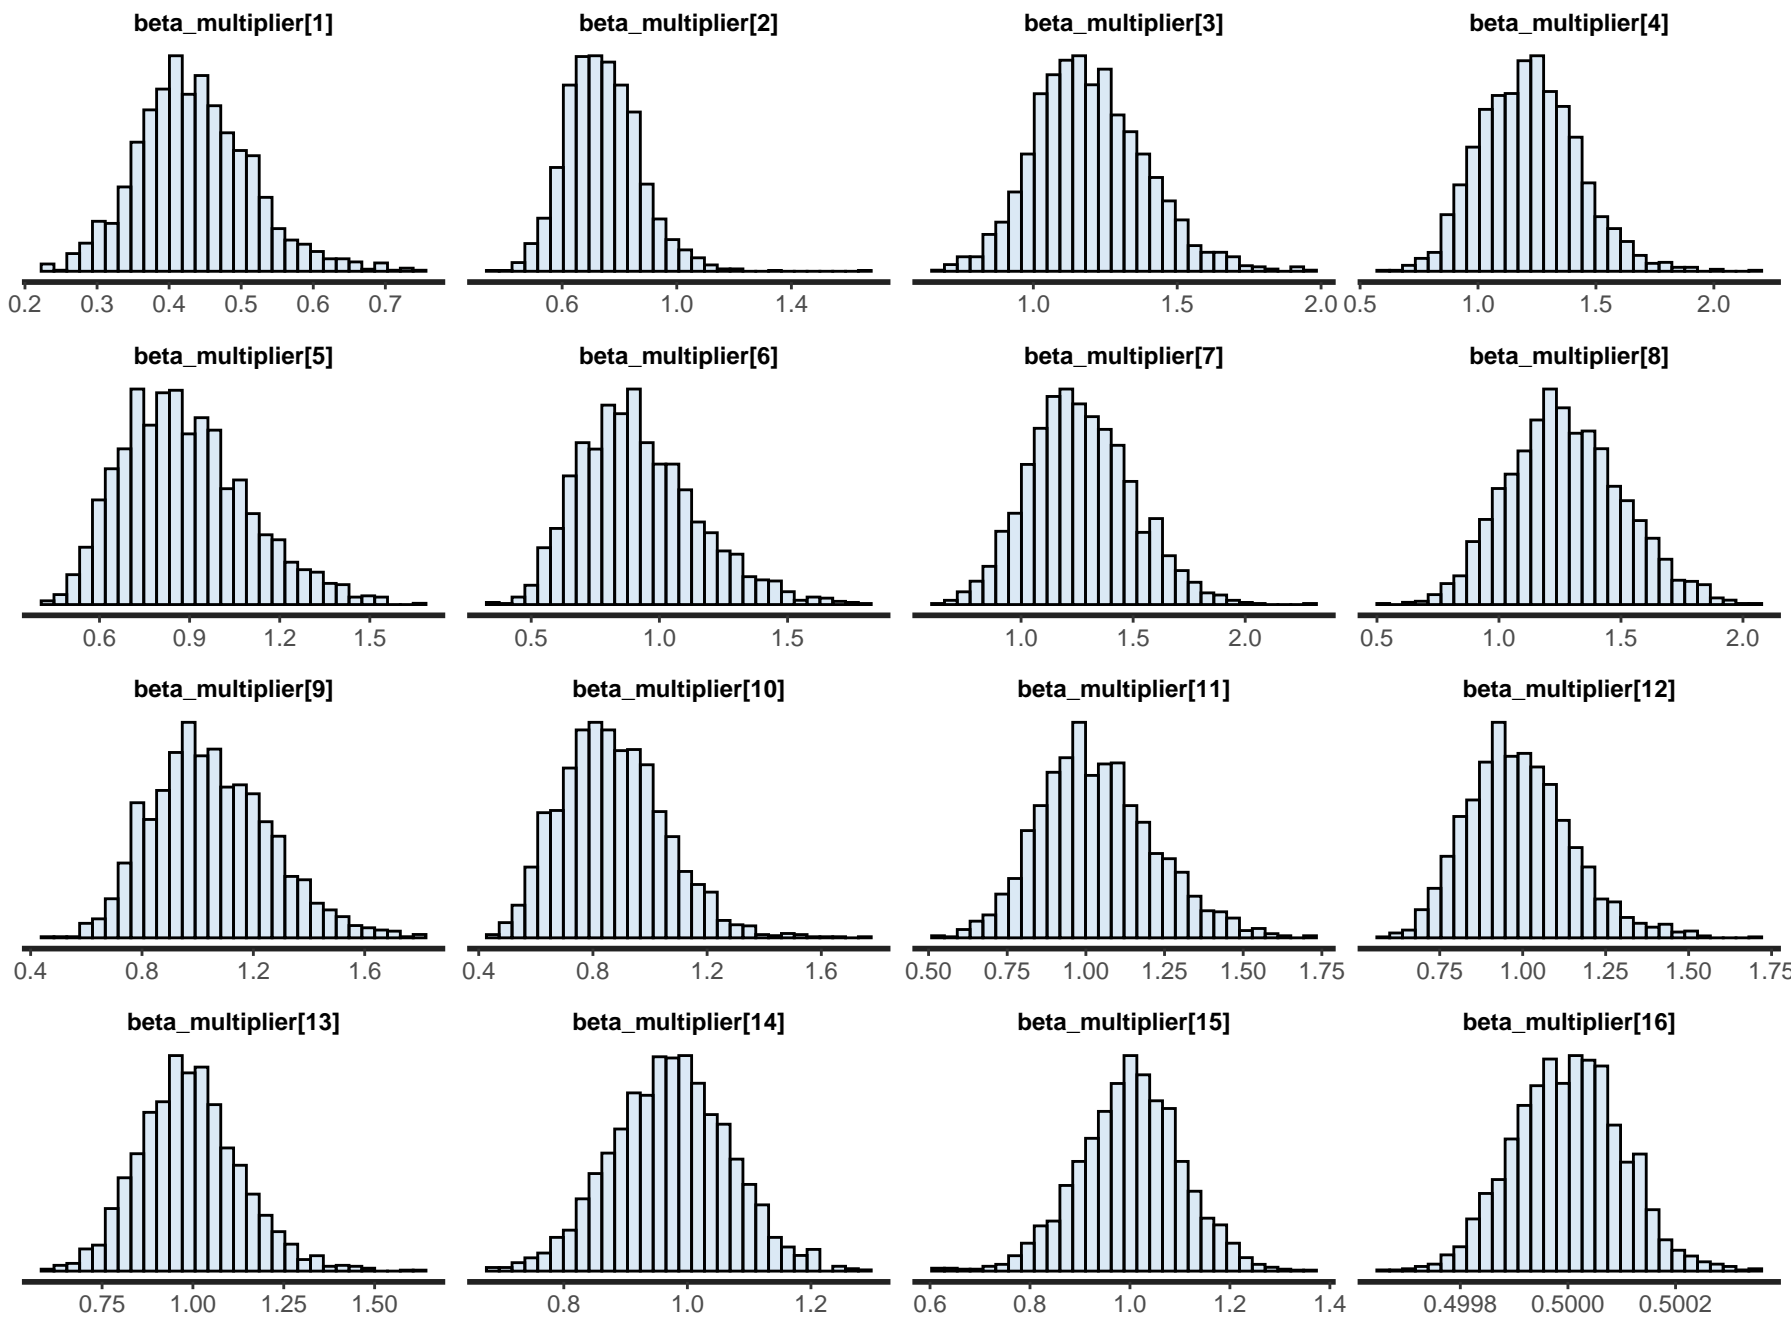 beta_multiplier[1] beta_multiplier[2] beta_multiplier[3] beta_multiplier[4]
0.2 0.3 0.4 0.5 0.6 0.7 0.6 1.0 1.4 1.0 1.5 2.0 0.5 1.0 1.5 2.0
beta_multiplier[5] beta_multiplier[6] beta_multiplier[7] beta_multiplier[8]
0.6 0.9 1.2 1.5 0.5 1.0 1.5 1.0 1.5 2.0 0.5 1.0 1.5 2.0
beta_multiplier[9] beta_multiplier[10] beta_multiplier[11] beta_multiplier[12]
0.4 0.8 1.2 1.6 0.4 0.8 1.2 1.6 0.50 0.75 1.00 1.25 1.50 1.75 0.75 1.00 1.25 1.50 1.75
beta_multiplier[13] beta_multiplier[14] beta_multiplier[15] beta_multiplier[16]
0.75 1.00 1.25 1.50 0.8 1.0 1.2 0.6 0.8 1.0 1.2 1.4 0.4998 0.5000 0.5002